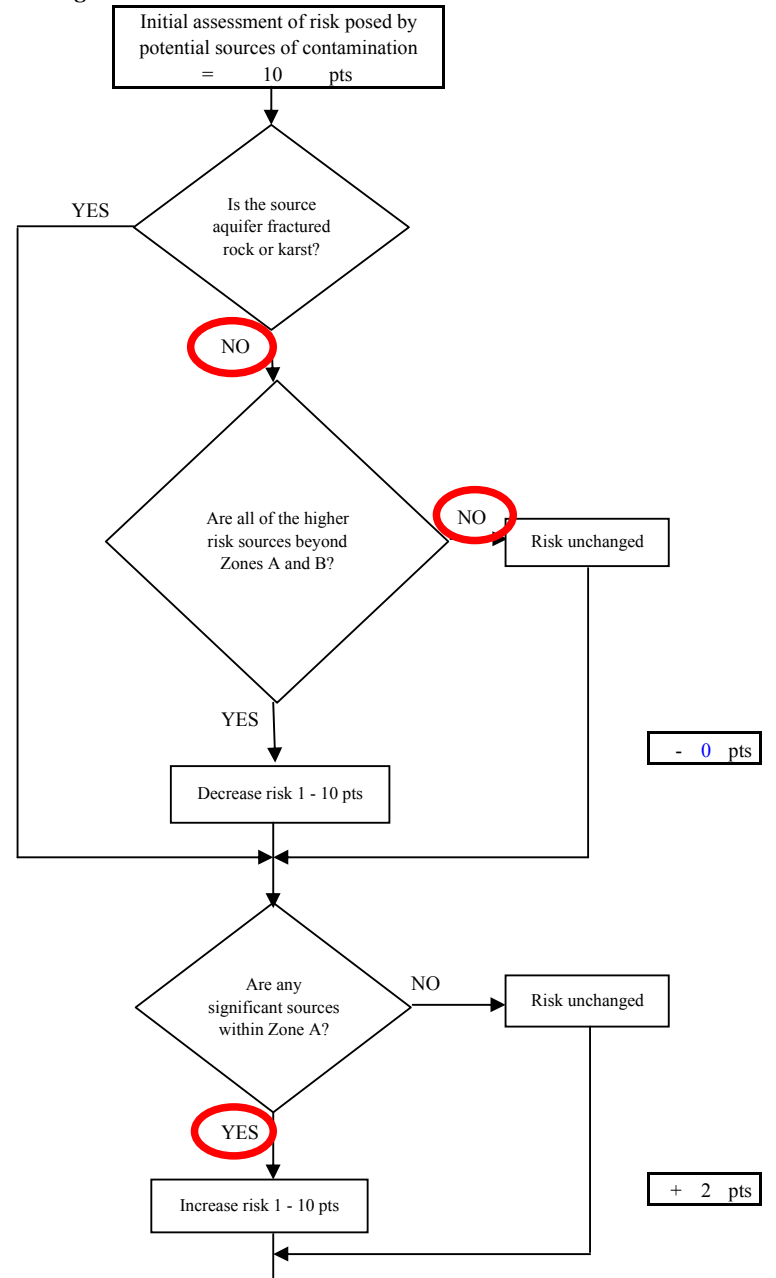 Initial assessment of risk posed by
potential sources of contamination
= 10 pts
YES
Is the source
aquifer fractured
rock or karst?
NO
Are all of the higher
risk sources beyond
Zones A and B?
NO
Risk unchanged
YES
- 0 pts
Decrease risk 1 - 10 pts
Are any
significant sources
within Zone A?
NO
Risk unchanged
YES
+ 2 pts
Increase risk 1 - 10 pts